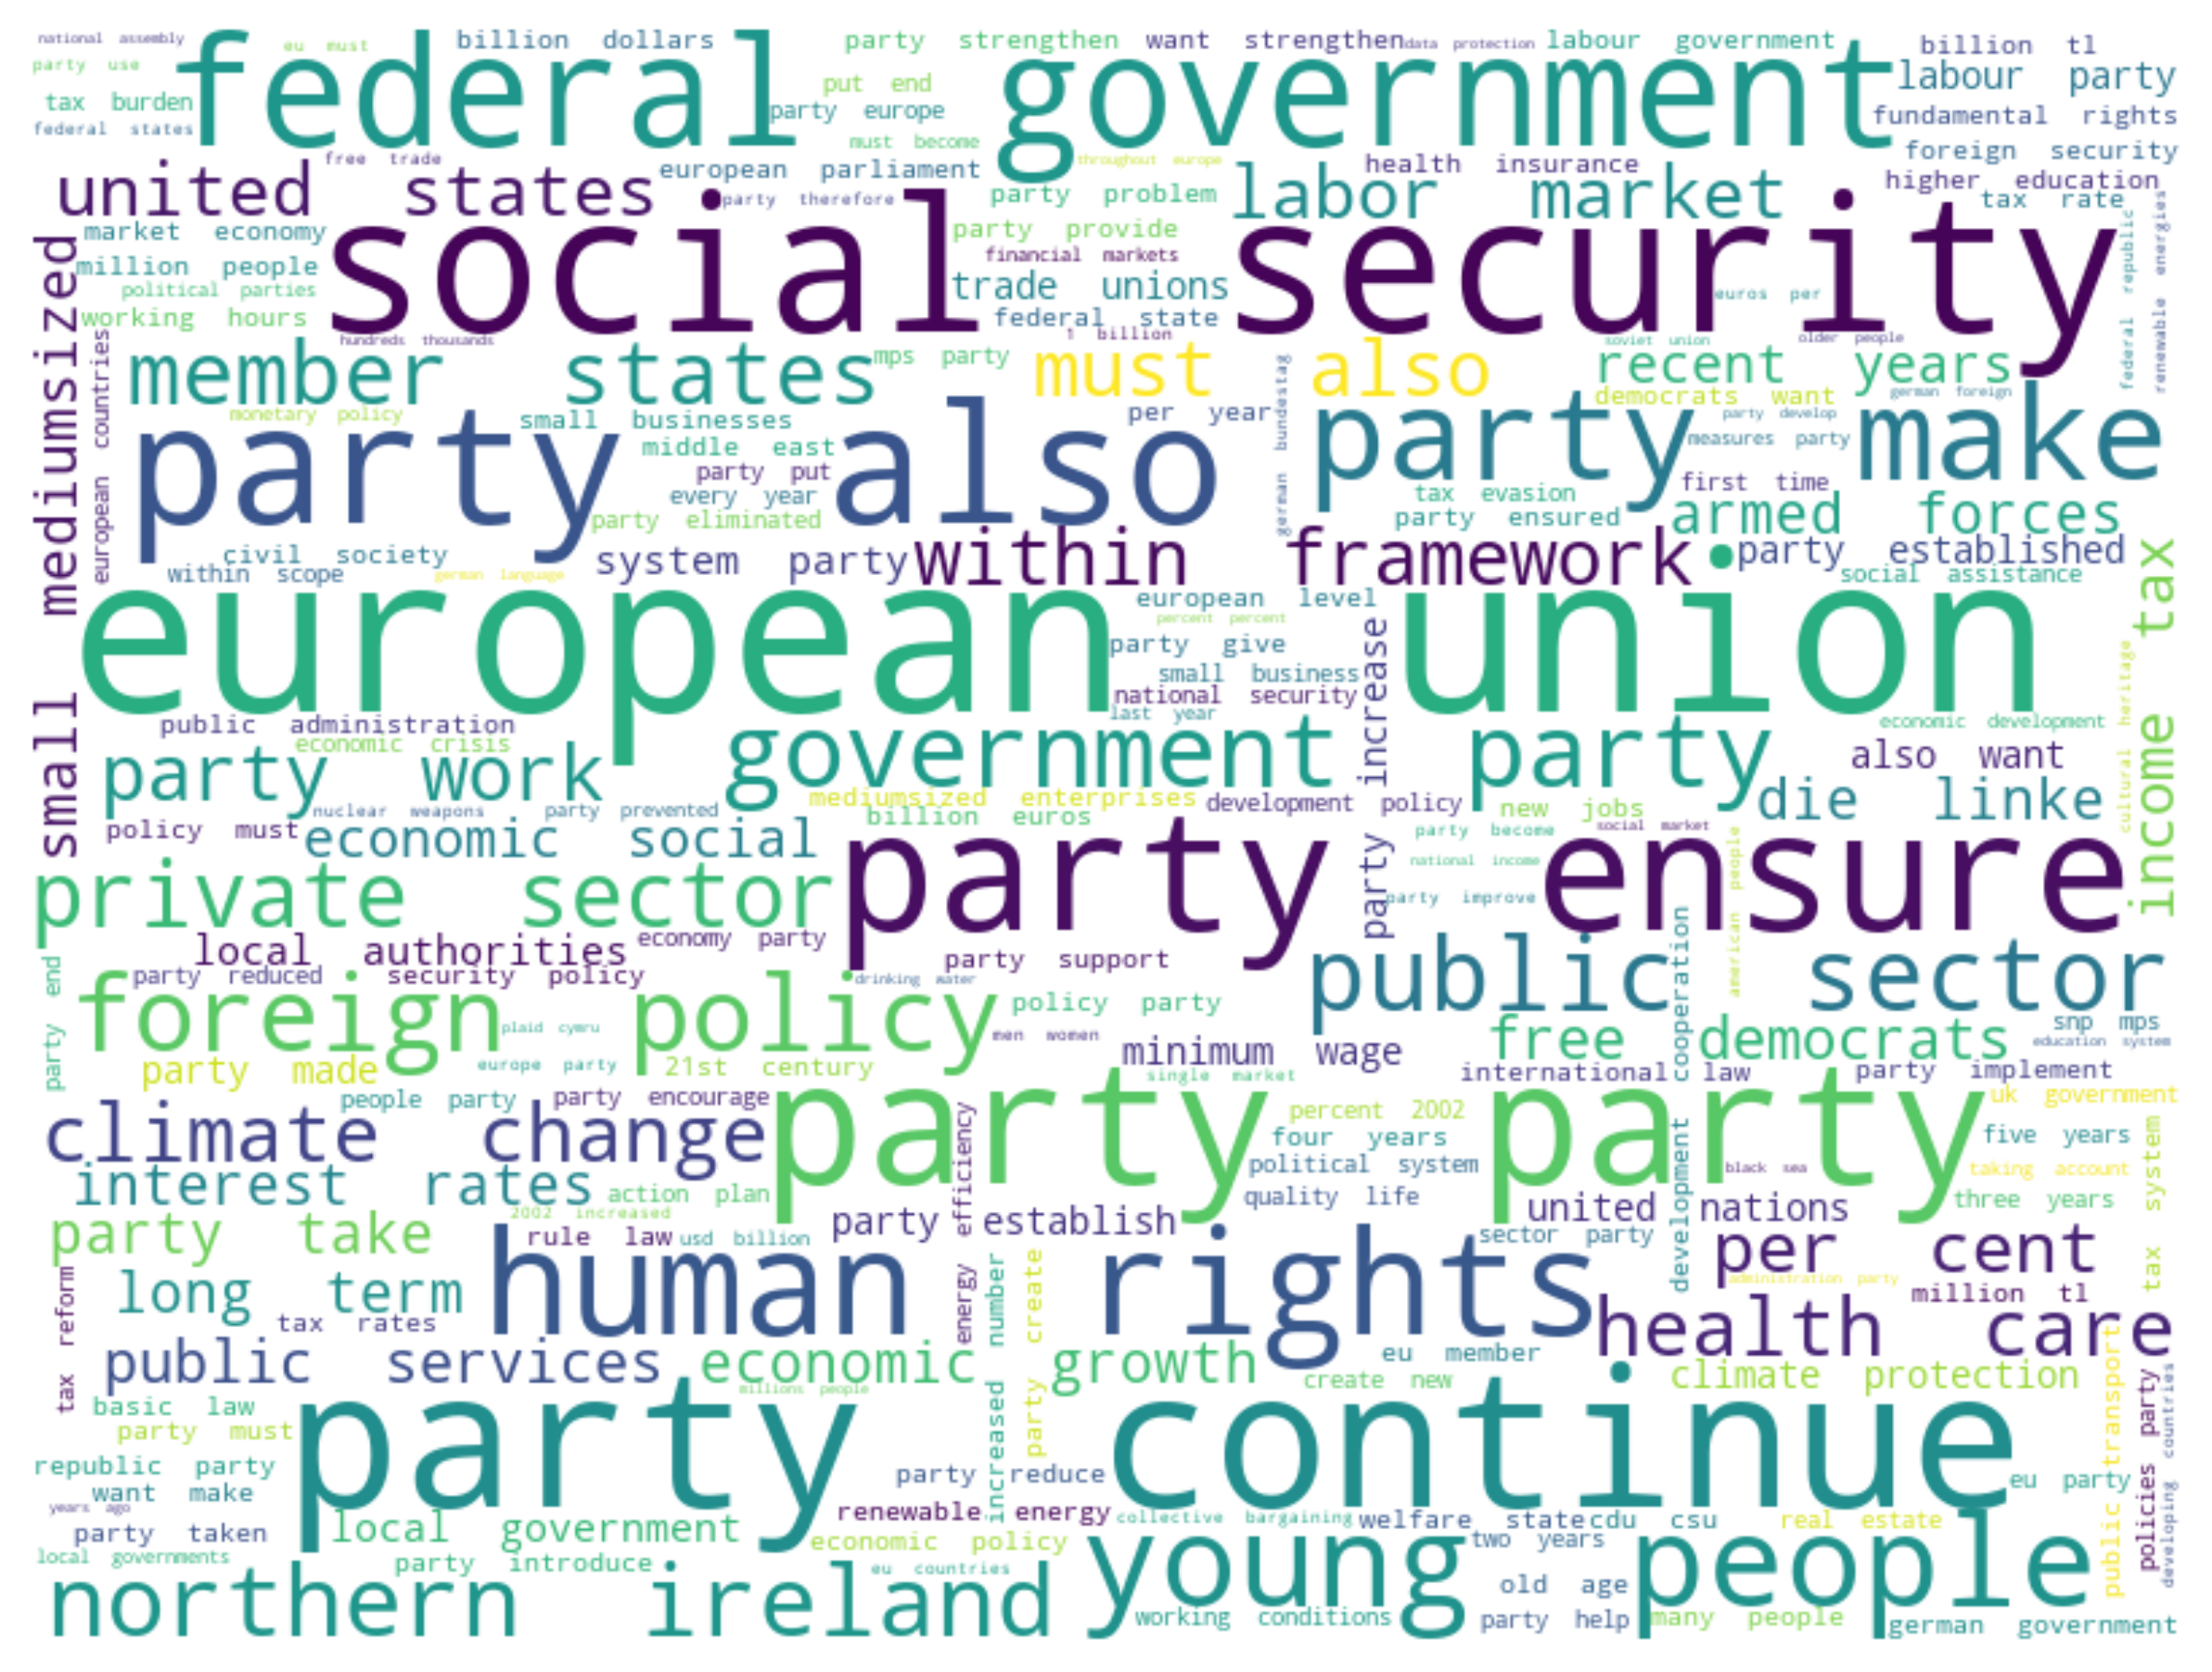 national assembly
eu must
billion dollars
party strengthen
want strengthen
data protection
labour government
billion tl
party use
federal government
put end
labour party
tax burden
party europe
fundamental rights
federal states
must become
free trade
european parliament
throughout europe
health insurance
foreign security
united states
party therefore
party problem
labor market
higher education
tax rate
market economy
social security
party provide
million people
financial markets
political parties
trade unions
euros per
working hours
federal state
federal republic
renewable energies
small mediumsized
european countries
hundreds thousands
1 billion
soviet union
older people
member states
mps party
must also
recent years
monetary policy
small businesses
per year
german bundestag
democrats want
german foreign
party also
middle east
party develop
party make
measures party
party put
every year
tax evasion
first time
party eliminated
party ensured
armed forces
civil society
system party
within framework
party established
within scope
german language
social assistance
european union
european level
percent percent
party give
small business
national security
party increase
income tax
cultural heritage
last year
economic development
public administration
economic crisis
government party
also want
party work
mediumsized enterprises
development policy
new jobs
die linke
nuclear weapons
party prevented
billion euros
policy must
economic social
party become
social market
private sector
party ensure
national income
american people
party improve
local authorities
economy party
party support
public sector
development cooperation
party end
party reduced
security policy
drinking water
foreign policy
policy party
plaid cymru
men women
minimum wage
free democrats
snp mps
education system
party made
europe party
21st century
single market
international law
party implement
climate change
people party
party encourage
party party
percent 2002
uk government
four years
five years
interest rates
action plan
energy efficiency
political system
black sea
taking account
tax system
quality life
three years
party take
2002 increased
party establish
united nations
rule law
usd billion
human rights
sector party
per cent
long term
increased number
party create
administration party
million tl
tax reform
tax rates
health care
public services
economic growth
eu member
public transport
millions people
create new
climate protection
policies party
developing countries
basic law
party continue
party must
republic party
party reduce
eu party
want make
years ago
renewable energy
collective bargaining
welfare state
cdu csu
real estate
party taken
local government
economic policy
two years
local governments
party introduce
eu countries
young people
northern ireland
old age
working conditions
party help
many people
german government